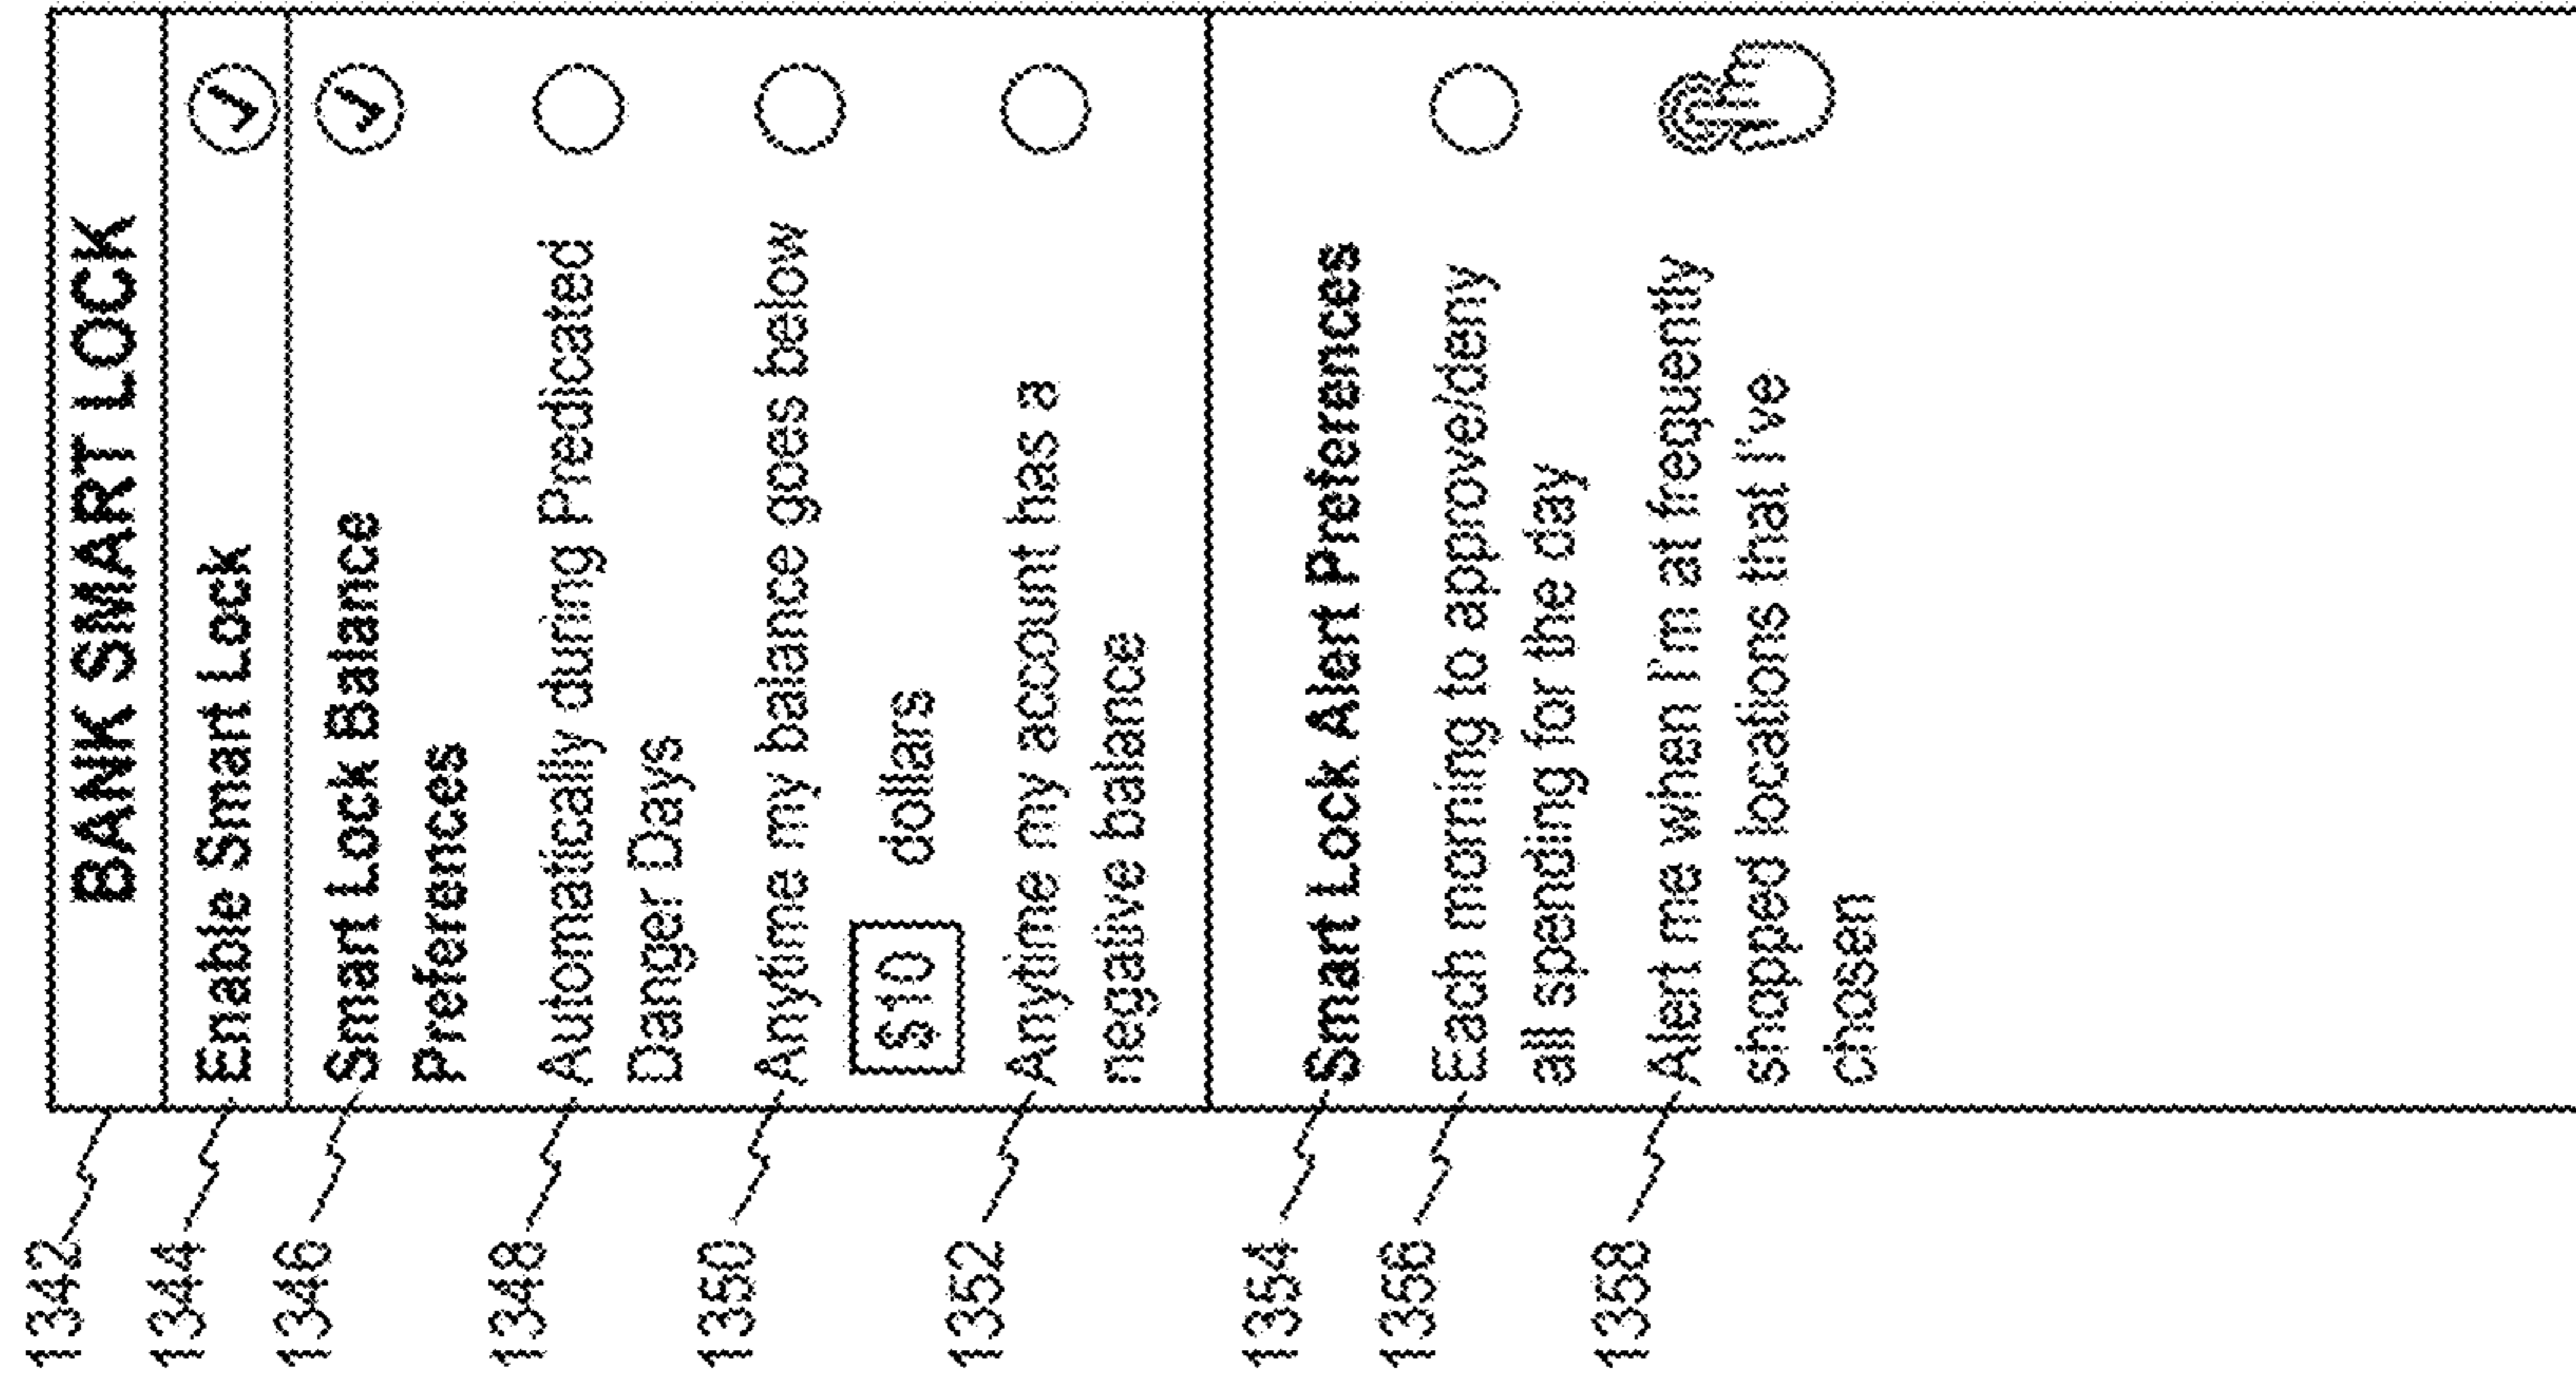 1342
BANK SMART LOCK
1344
Enable Smart Lock
1346
Smart Lock Balance
Preferences
1348
Automatically during Predicated
Danger Days
1350
Anytime my balance goes below
$10 dollars
1352
Anytime my account has a
negative balance
1354
Smart Lock Alert Preferences
1356
Each morning to approve/deny
all spending for the day
1358
Alert me when I'm at frequently
shopped locations that I've
chosen